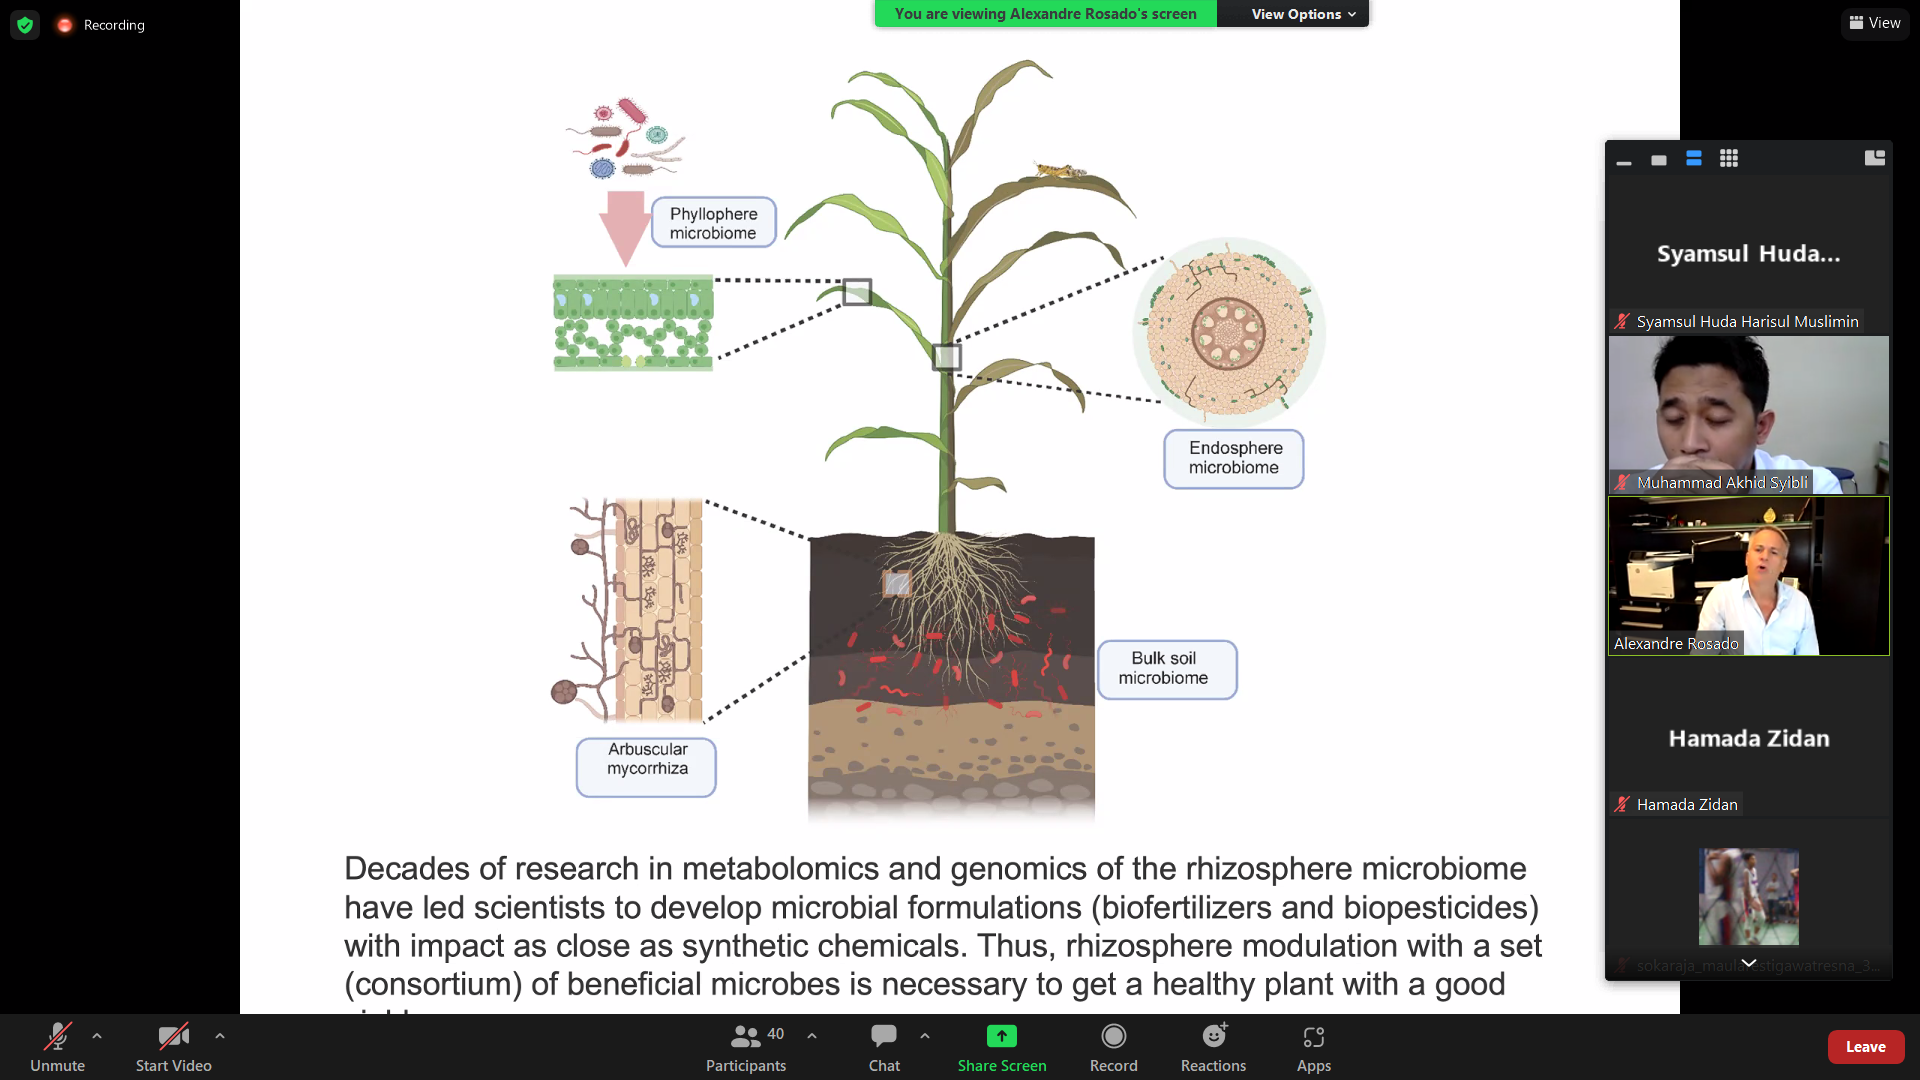 Recording
You are viewing Alexandre Rosado's screen
View Options
View
Phyllophere
microbiome
Endosphere
microbiome
Bulk soil
microbiome
Arbuscular
mycorrhiza
Decades of research in metabolomics and genomics of the rhizosphere microbiome
have led scientists to develop microbial formulations (biofertilizers and biopesticides)
with impact as close as synthetic chemicals. Thus, rhizosphere modulation with a set
(consortium) of beneficial microbes is necessary to get a healthy plant with a good
Syamsul Huda...
Syamsul Huda Harisul Muslimin
Muhammad Akhid Syibli
Alexandre Rosado
Hamada Zidan
Hamada Zidan
Unmute
Start Video
Participants
40
Chat
Share Screen
Record
Reactions
Apps
Leave